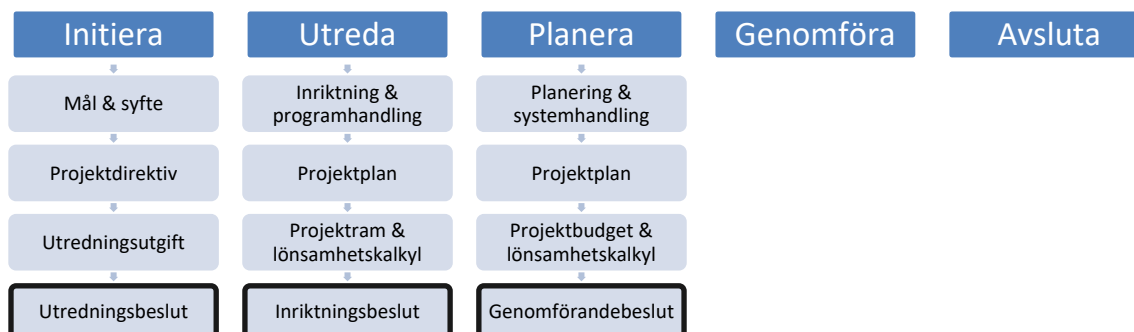 Initiera
Mål & syfte
Projektdirektiv
Utredningsutgift
Utredningsbeslut
Utreda
Inriktning &
programhandling
Projektplan
Projektram &
lönsamhetskalkyl
Inriktningsbeslut
Planera
Planering &
systemhandling
Projektplan
Projektbudget &
lönsamhetskalkyl
Genomförandebeslut
Genomföra
Avsluta